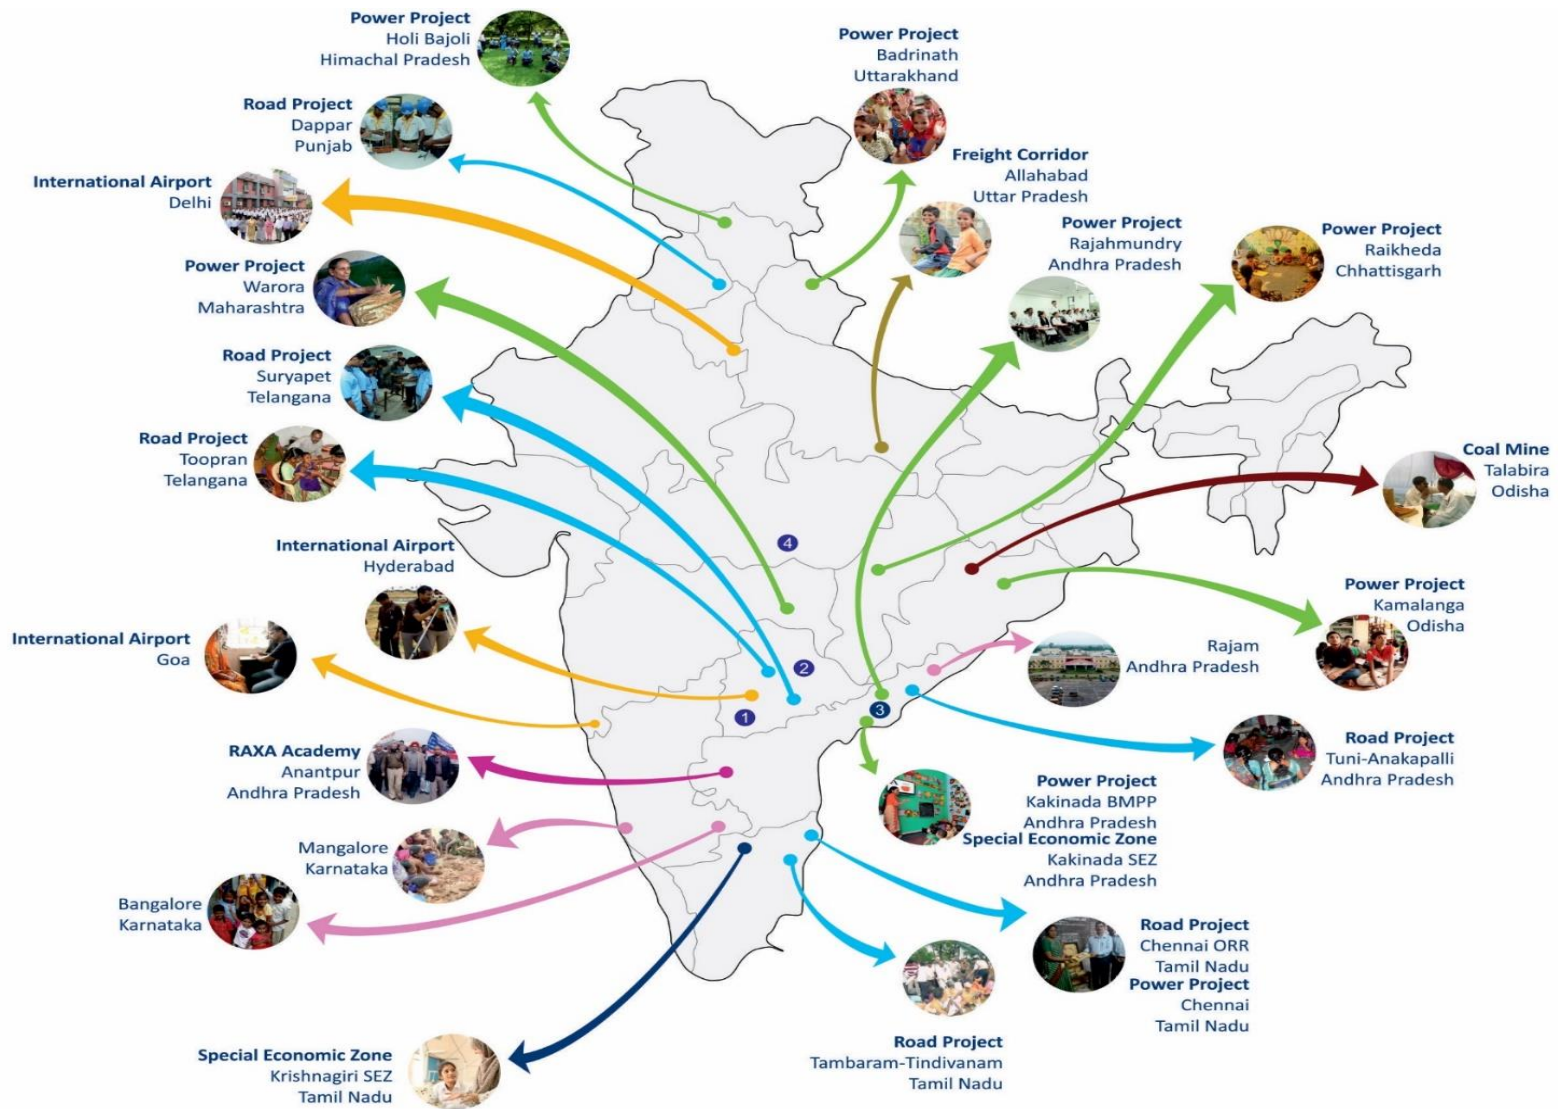 Power Project
Holi Bajoli
Himachal Pradesh
Power Project
Badrinath
Uttarakhand
Road Project
Dappar
Punjab
Freight Corridor
Allahabad
Uttar Pradesh
International Airport
Delhi
Power Project
Rajahmundry
Andhra Pradesh
Power Project
Raikheda
Chhattisgarh
Power Project
Warora
Maharashtra
Road Project
Suryapet
Telangana
Road Project
Toopran
Telangana
Coal Mine
Talabira
Odisha
International Airport
Hyderabad
4
Power Project
Kamalanga
Odisha
International Airport
Goa
Rajam
Andhra Pradesh
2
1
3
RAXA Academy
Anantpur
Andhra Pradesh
Road Project
Tuni-Anakapalli
Andhra Pradesh
Power Project
Kakinada BMPP
Andhra Pradesh
Special Economic Zone
Kakinada SEZ
Andhra Pradesh
Mangalore
Karnataka
Bangalore
Karnataka
Road Project
Chennai ORR
Tamil Nadu
Power Project
Chennai
Tamil Nadu
Road Project
Tambaram-Tindivanam
Tamil Nadu
Special Economic Zone
Krishnagiri SEZ
Tamil Nadu